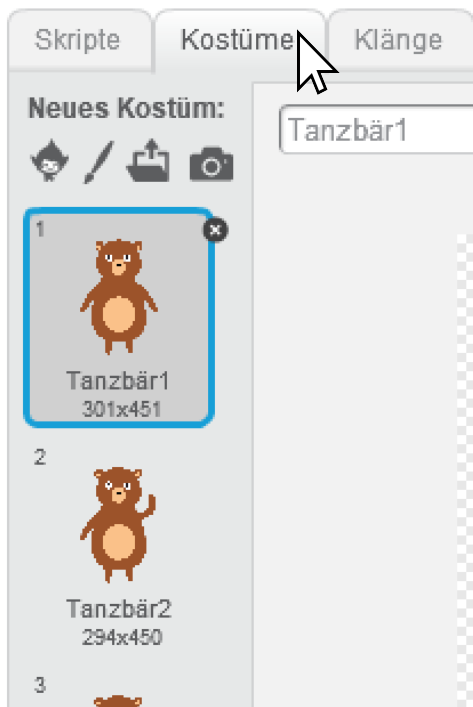 Skripte Kostüme Klänge
Neues Kostüm:
Tanzbär1
1
Tanzbär1
301x451
2
Tanzbär2
294x450
3